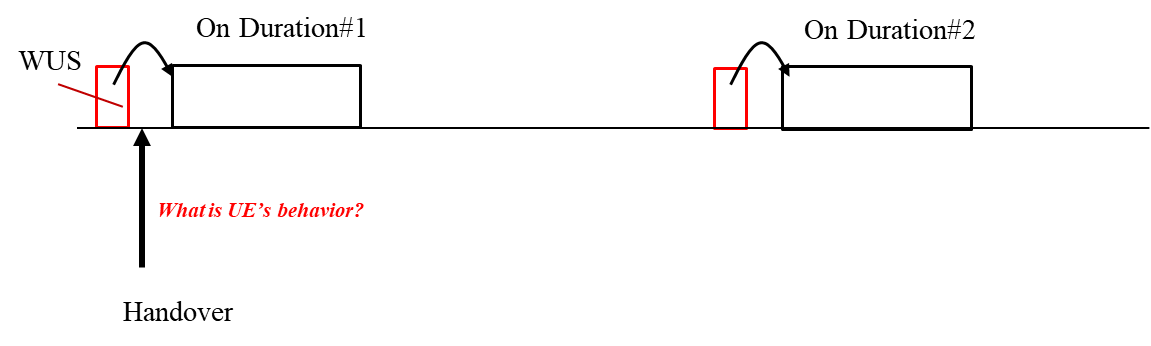 On Duration#1
On Duration#2
WUS
What is UE's behavior?
Handover